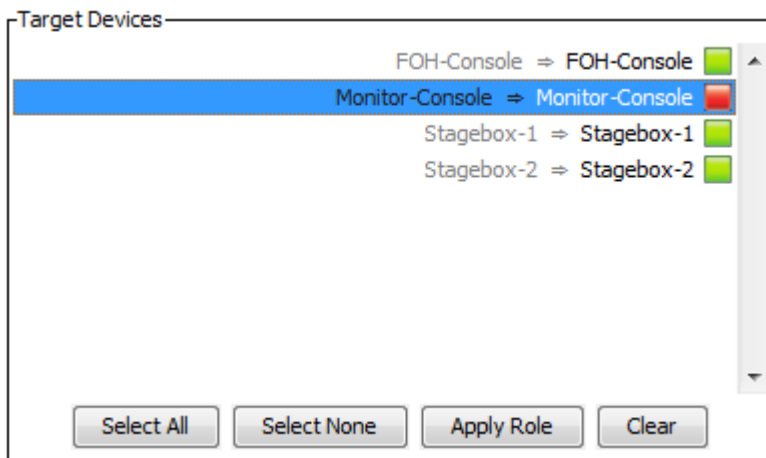 Target Devices
FOH-Console ⇒ FOH-Console
Monitor-Console ⇒ Monitor-Console
Stagebox-1 ⇒ Stagebox-1
Stagebox-2 ⇒ Stagebox-2
Select All Select None Apply Role Clear